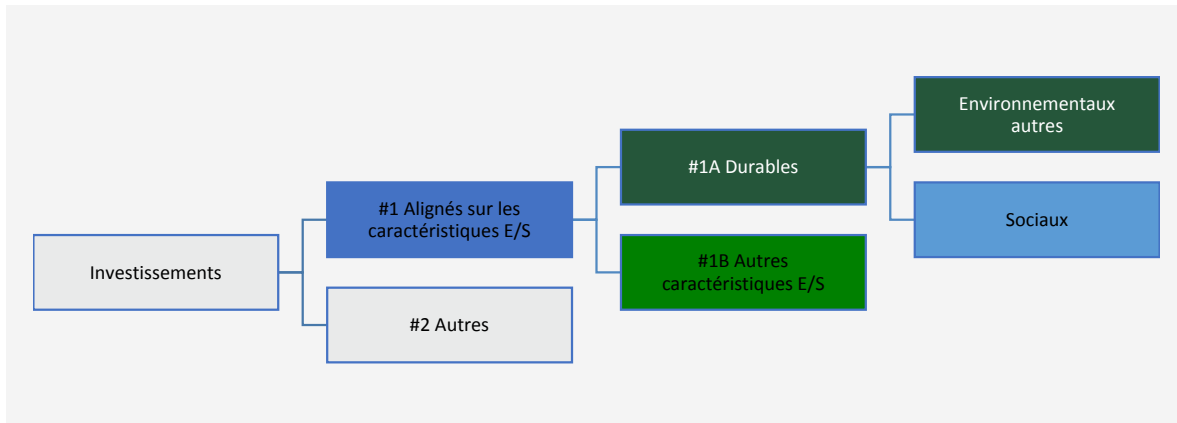 Investissements
#1 Alignés sur les
caractéristiques E/S
#2 Autres
#1A Durables
#1B Autres
caractéristiques E/S
Environnementaux
autres
Sociaux